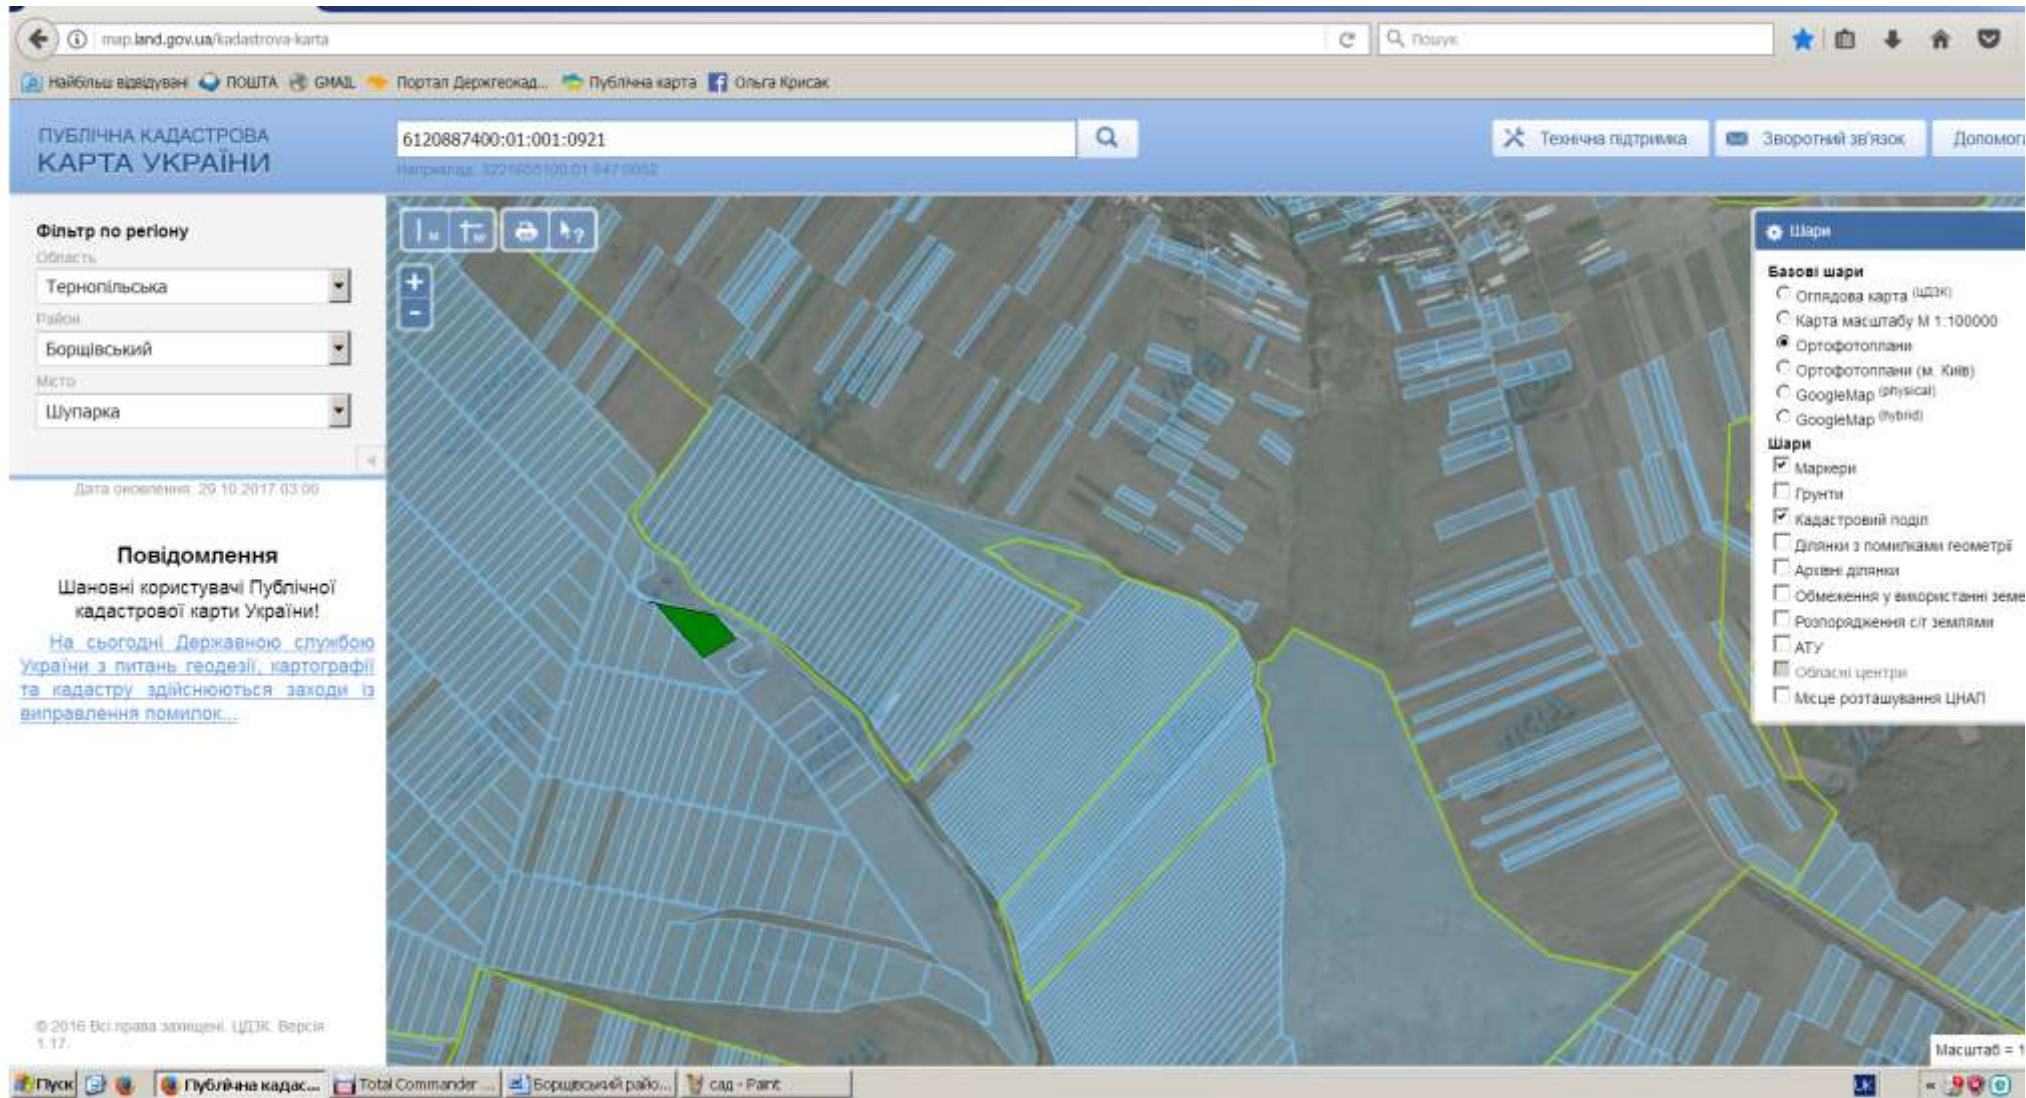 map.land.gov.ua/kadastrova-karta
Пошук
Найбільш відвідувані ПОШТА GMAIL Портал Держгеокад... Публічна карта Ольга Крисак
ПУБЛІЧНА КАДАСТРОВА
КАРТА УКРАЇНИ
6120887400:01:001:0921
Технічна підтримка
Зворотний зв'язок
Допомога
Фільтр по регіону
Область
Тернопільська
Район
Борщівський
Місто
Шупарка
Дата оновлення: 29.10.2017 03:00
Повідомлення
Шановні користувачі Публічної
кадастрової карти України!
На сьогодні Державною службою
України з питань геодезії, картографії
та кадастру здійснюються заходи із
виправлення помилок...
© 2016 Всі права захищені. ЦДЗК. Версія
1.17.
Шари
Базові шари
Оглядова карта (ЦДЗК)
Карта масштабу М 1:100000
Ортофотоплани
Ортофотоплани (м. Київ)
GoogleMap (physical)
GoogleMap (hybrid)
Шари
Маркери
Грунти
Кадастровий поділ
Ділянки з помилками геометрії
Архівні ділянки
Обмеження у використанні земе
Розпорядження с/г землями
АТУ
Обласні центри
Місце розташування ЦНАП
Масштаб = 1
Пуск Публічна кадас... Total Commander ... Борщівський райо... сад - Paint UK